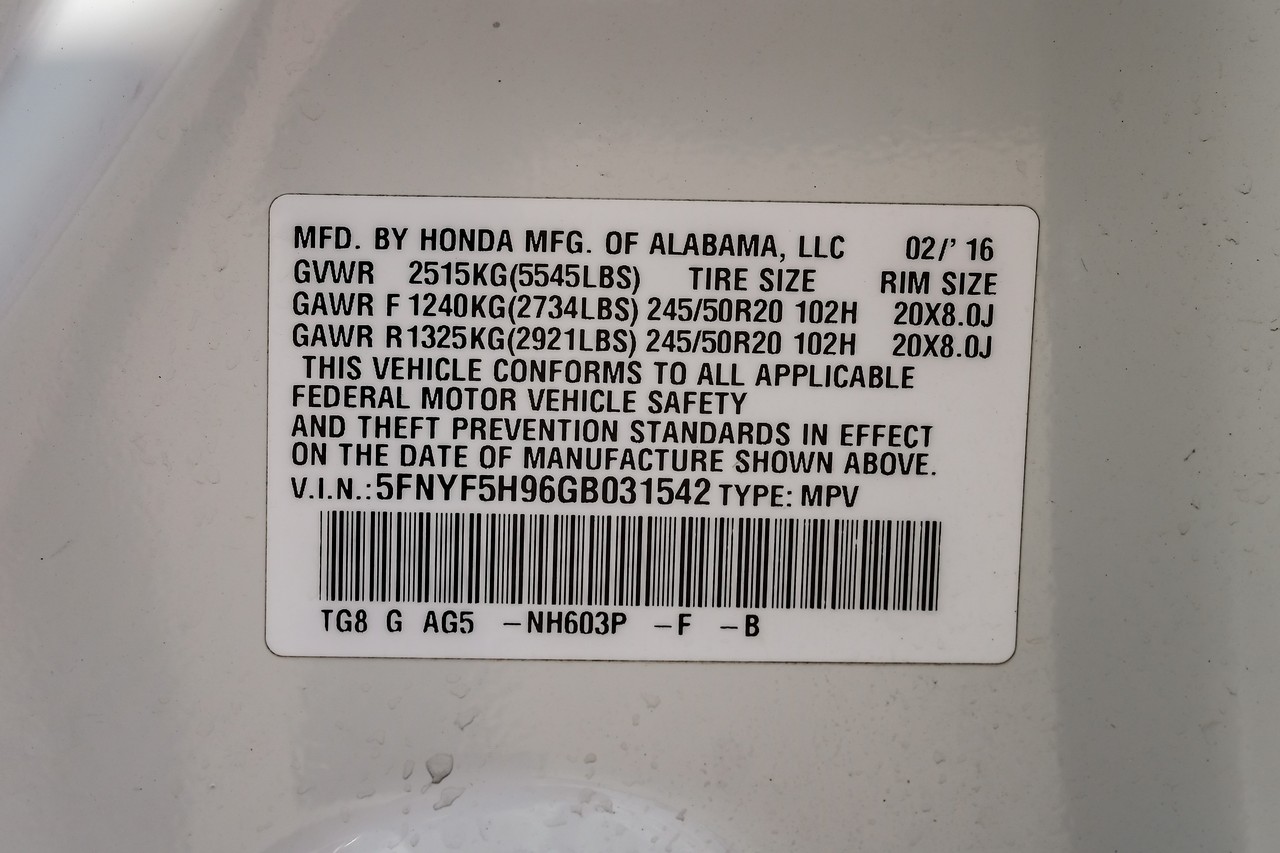 MFD. BY HONDA MFG. OF ALABAMA, LLC 02/' 16
GVWR 2515KG(5545LBS) TIRE SIZE RIM SIZE
GAWR F 1240KG(2734LBS) 245/50R20 102H 20X8.0J
GAWR R 1325KG(2921LBS) 245/50R20 102H 20X8.0J
THIS VEHICLE CONFORMS TO ALL APPLICABLE
FEDERAL MOTOR VEHICLE SAFETY
AND THEFT PREVENTION STANDARDS IN EFFECT
ON THE DATE OF MANUFACTURE SHOWN ABOVE.
V.I.N.:5FNYF5H96GB031542 TYPE: MPV
TG8 G AG5 –NH603P –F –B